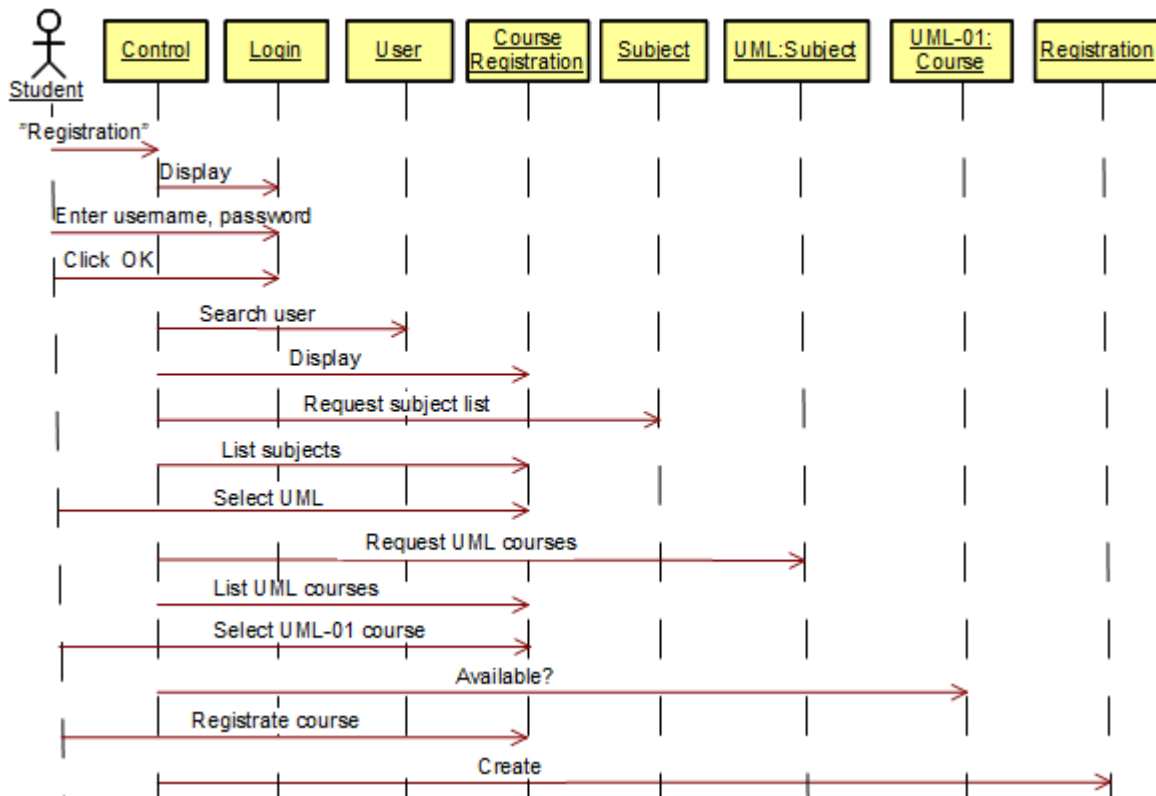 Student
Control
Login
User
Course
Registration
Subject
UML:Subject
UML-01:
Course
Registration
"Registration"
Display
Enter username, password
Click OK
Search user
Display
Request subject list
List subjects
Select UML
Request UML courses
List UML courses
Select UML-01 course
Available?
Registrate course
Create